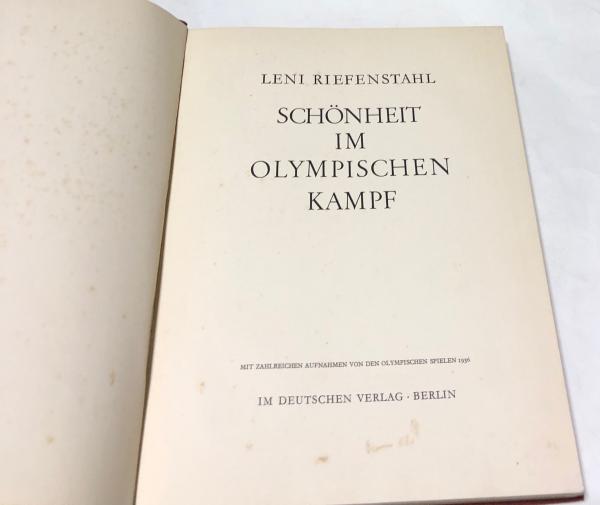 LENI RIEFENSTAHL
SCHÖNHEIT
IM
OLYMPISCHEN
KAMPF
MIT ZAHLREICHEN AUFNAHMEN VON DEN OLYMPISCHEN SPIELEN 1936
IM DEUTSCHEN VERLAG · BERLIN